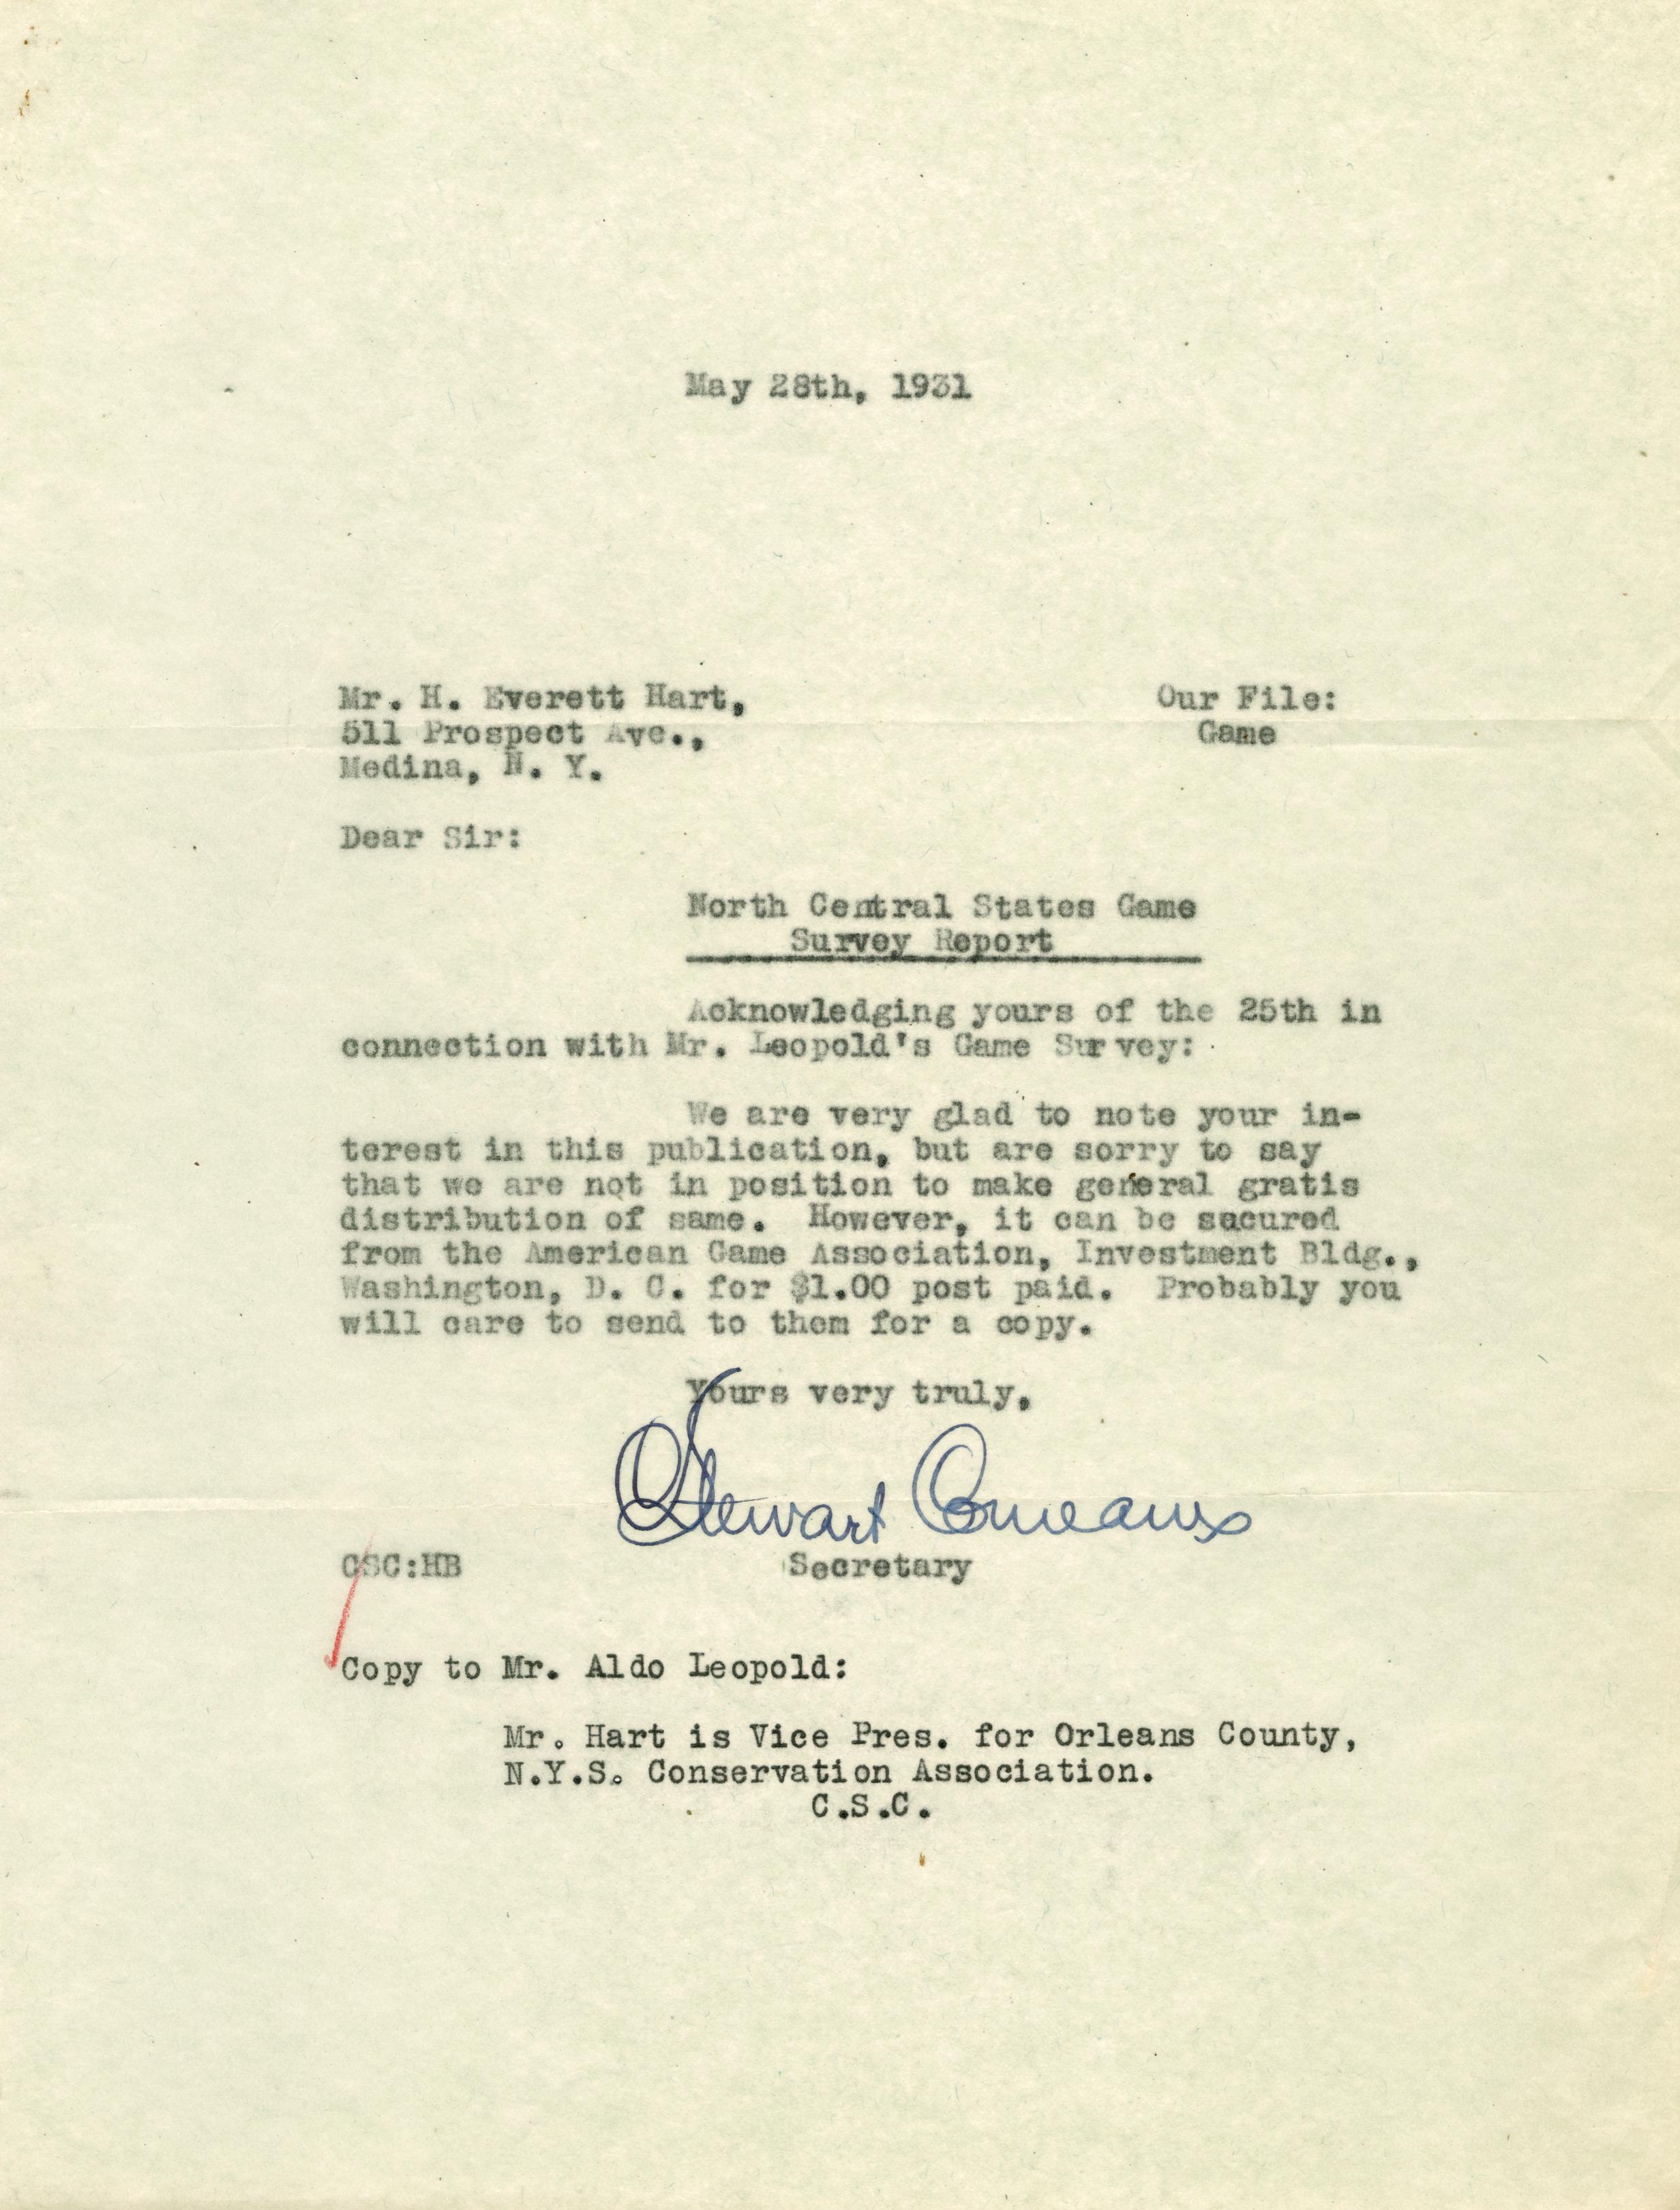 May 28th, 1931
Mr. H. Everett Hart,
511 Prospect Ave.,
Medina, N. Y.
Our File:
Game
Dear Sir:
North Central States Game
Survey Report
Acknowledging yours of the 25th in
connection with Mr. Leopold's Game Survey:
We are very glad to note your in-
terest in this publication, but are sorry to say
that we are not in position to make general gratis
distribution of same. However, it can be secured
from the American Game Association, Investment Bldg.,
Washington, D. C. for $1.00 post paid. Probably you
will care to send to them for a copy.
Yours very truly,
Stewart Comeaux
Secretary
CSC:HB
Copy to Mr. Aldo Leopold:
Mr. Hart is Vice Pres. for Orleans County,
N.Y.S. Conservation Association.
C.S.C.